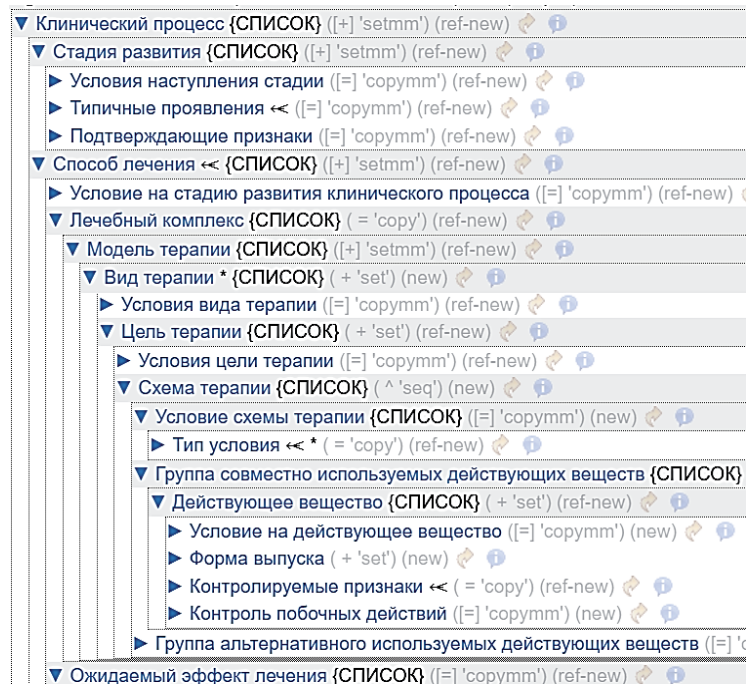 ▼ Клинический процесс {СПИСОК} ([+] 'setmm') (ref-new)
▼ Стадия развития {СПИСОК} ([+] 'setmm') (ref-new)
► Условия наступления стадии ([=] 'copymm') (ref-new)
► Типичные проявления ⋲ ([=] 'copymm') (ref-new)
► Подтверждающие признаки ([=] 'copymm') (ref-new)
▼ Способ лечения ⋲ {СПИСОК} ([+] 'setmm') (ref-new)
► Условие на стадию развития клинического процесса ([=] 'copymm') (ref-new)
▼ Лечебный комплекс {СПИСОК} ( = 'copy') (ref-new)
▼ Модель терапии {СПИСОК} ([+] 'setmm') (ref-new)
▼ Вид терапии * {СПИСОК} ( + 'set') (new)
► Условия вида терапии ([=] 'copymm') (ref-new)
▼ Цель терапии {СПИСОК} ( + 'set') (ref-new)
► Условия цели терапии ([=] 'copymm') (ref-new)
▼ Схема терапии {СПИСОК} ( ^ 'seq') (new)
▼ Условие схемы терапии {СПИСОК} ([=] 'copymm') (new)
► Тип условия ⋲ * ( = 'copy') (ref-new)
▼ Группа совместно используемых действующих веществ {СПИСОК}
▼ Действующее вещество {СПИСОК} ( + 'set') (ref-new)
► Условие на действующее вещество ([=] 'copymm') (new)
► Форма выпуска ( + 'set') (new)
► Контролируемые признаки ⋲ ( = 'copy') (ref-new)
► Контроль побочных действий ([=] 'copymm') (new)
► Группа альтернативного используемых действующих веществ ([=] 'c
▼ Ожидаемый эффект лечения {СПИСОК} ([=] 'copymm') (ref-new)